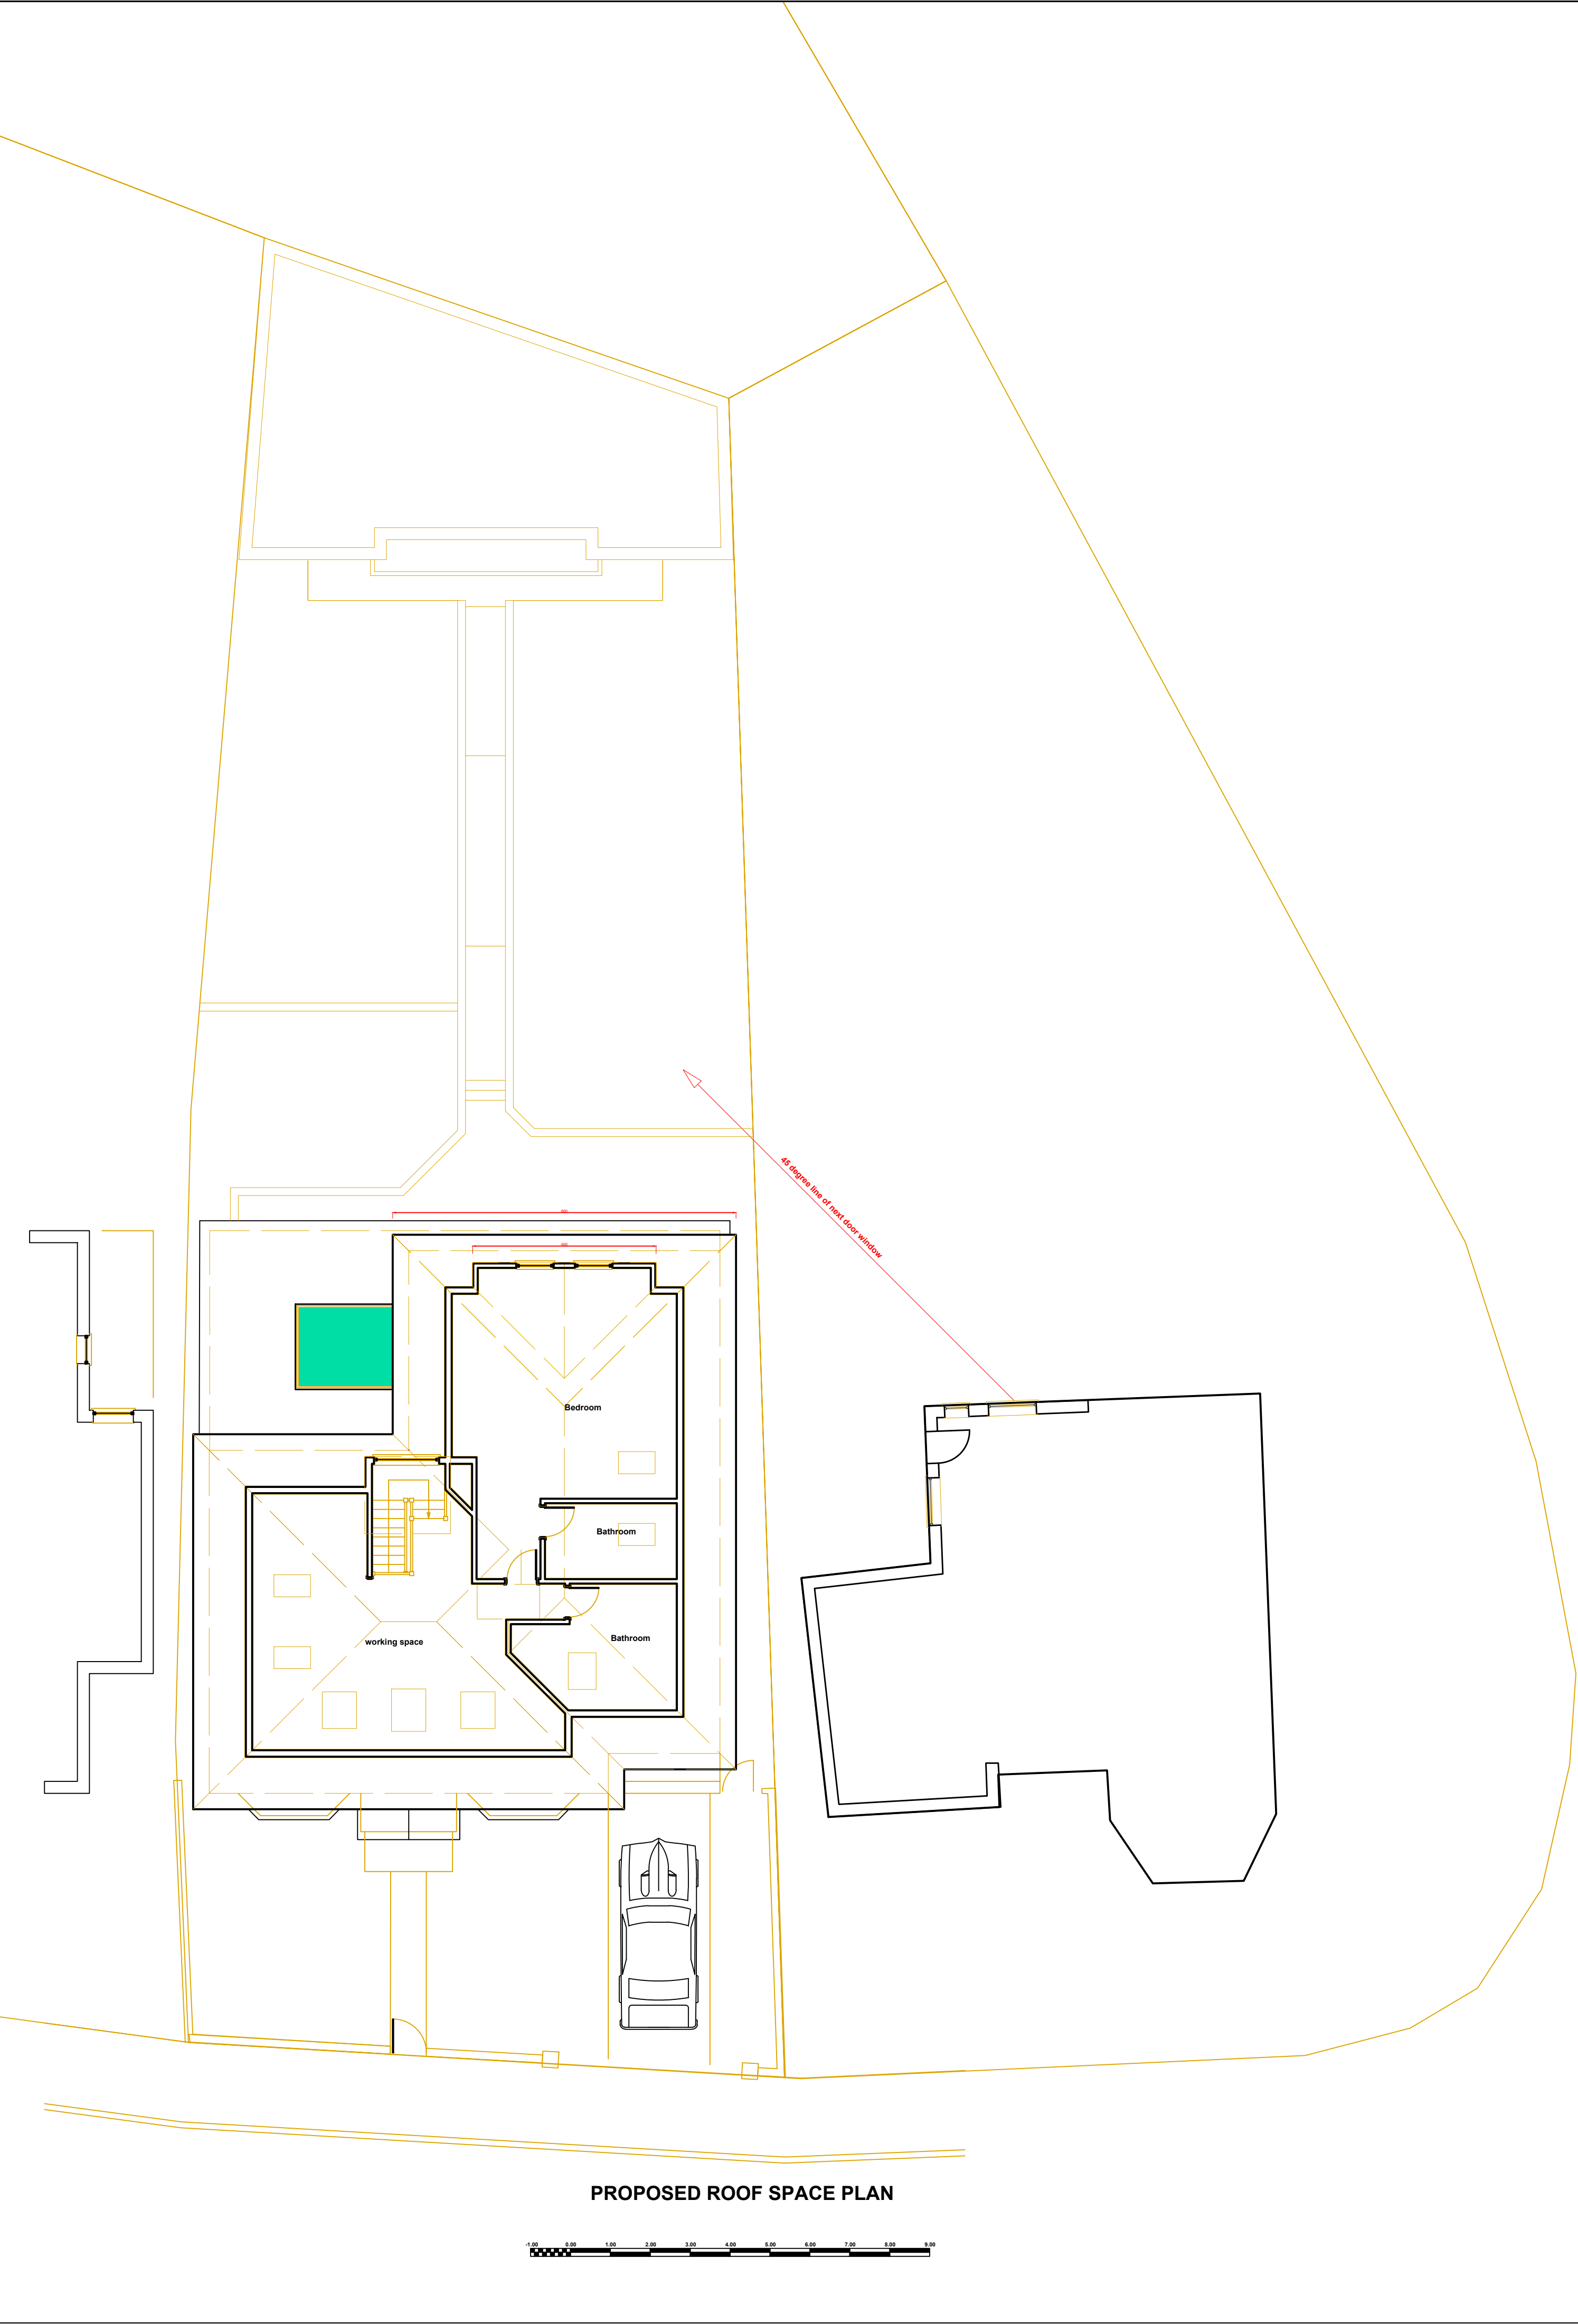 45 degree line of next door window
Bedroom
Bathroom
Bathroom
working space
PROPOSED ROOF SPACE PLAN
-1.00 0.00 1.00 2.00 3.00 4.00 5.00 6.00 7.00 8.00 9.00